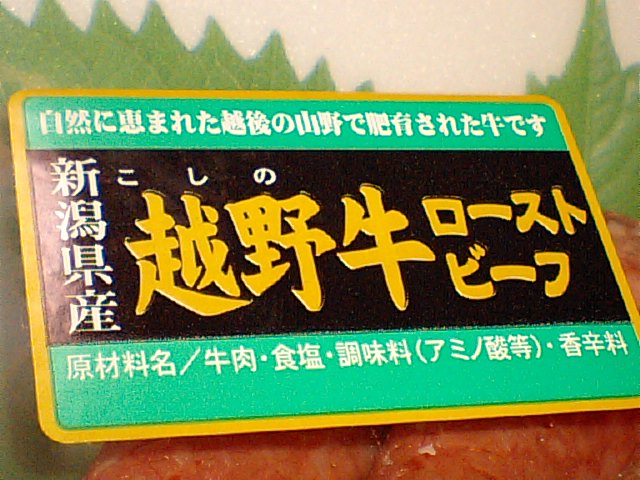 自然に恵まれた越後の山野で肥育された牛です
新潟県産
こしの
越野牛
ロースト
ビーフ
原材料名／牛肉・食塩・調味料(アミノ酸等)・香辛料